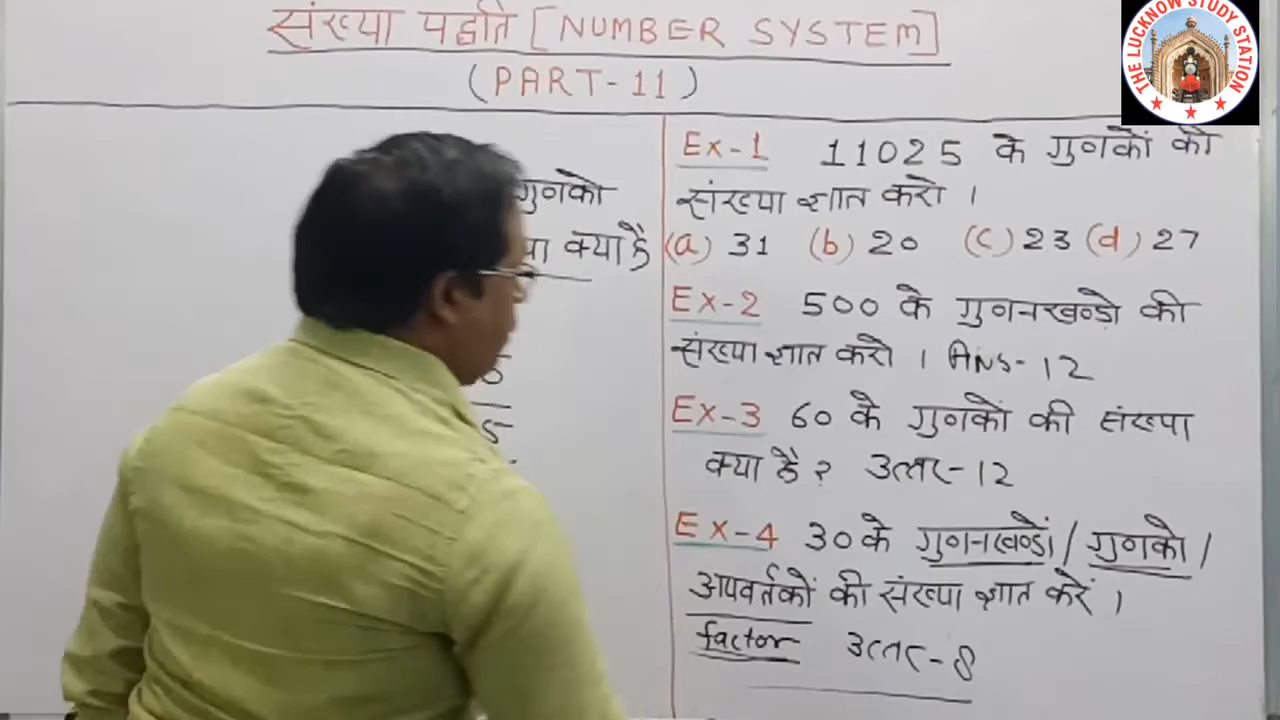 संख्या पद्धति [NUMBER SYSTEM]
(PART-11)
THE LUCKNOW STUDY STATION
गुणको
क्या है
Ex-1 11025 के गुणकों की
संख्या ज्ञात करो ।
(a) 31 (b) 20 (c) 23 (d) 27
Ex-2 500 के गुणनखण्डो की
संख्या ज्ञात करो । Ans-12
Ex-3 60 के गुणकों की संख्या
क्या है ? उत्तर-12
Ex-4 30 के गुणनखण्डों / गुणको /
अपवर्तकों की संख्या ज्ञात करें ।
factor उत्तर-8